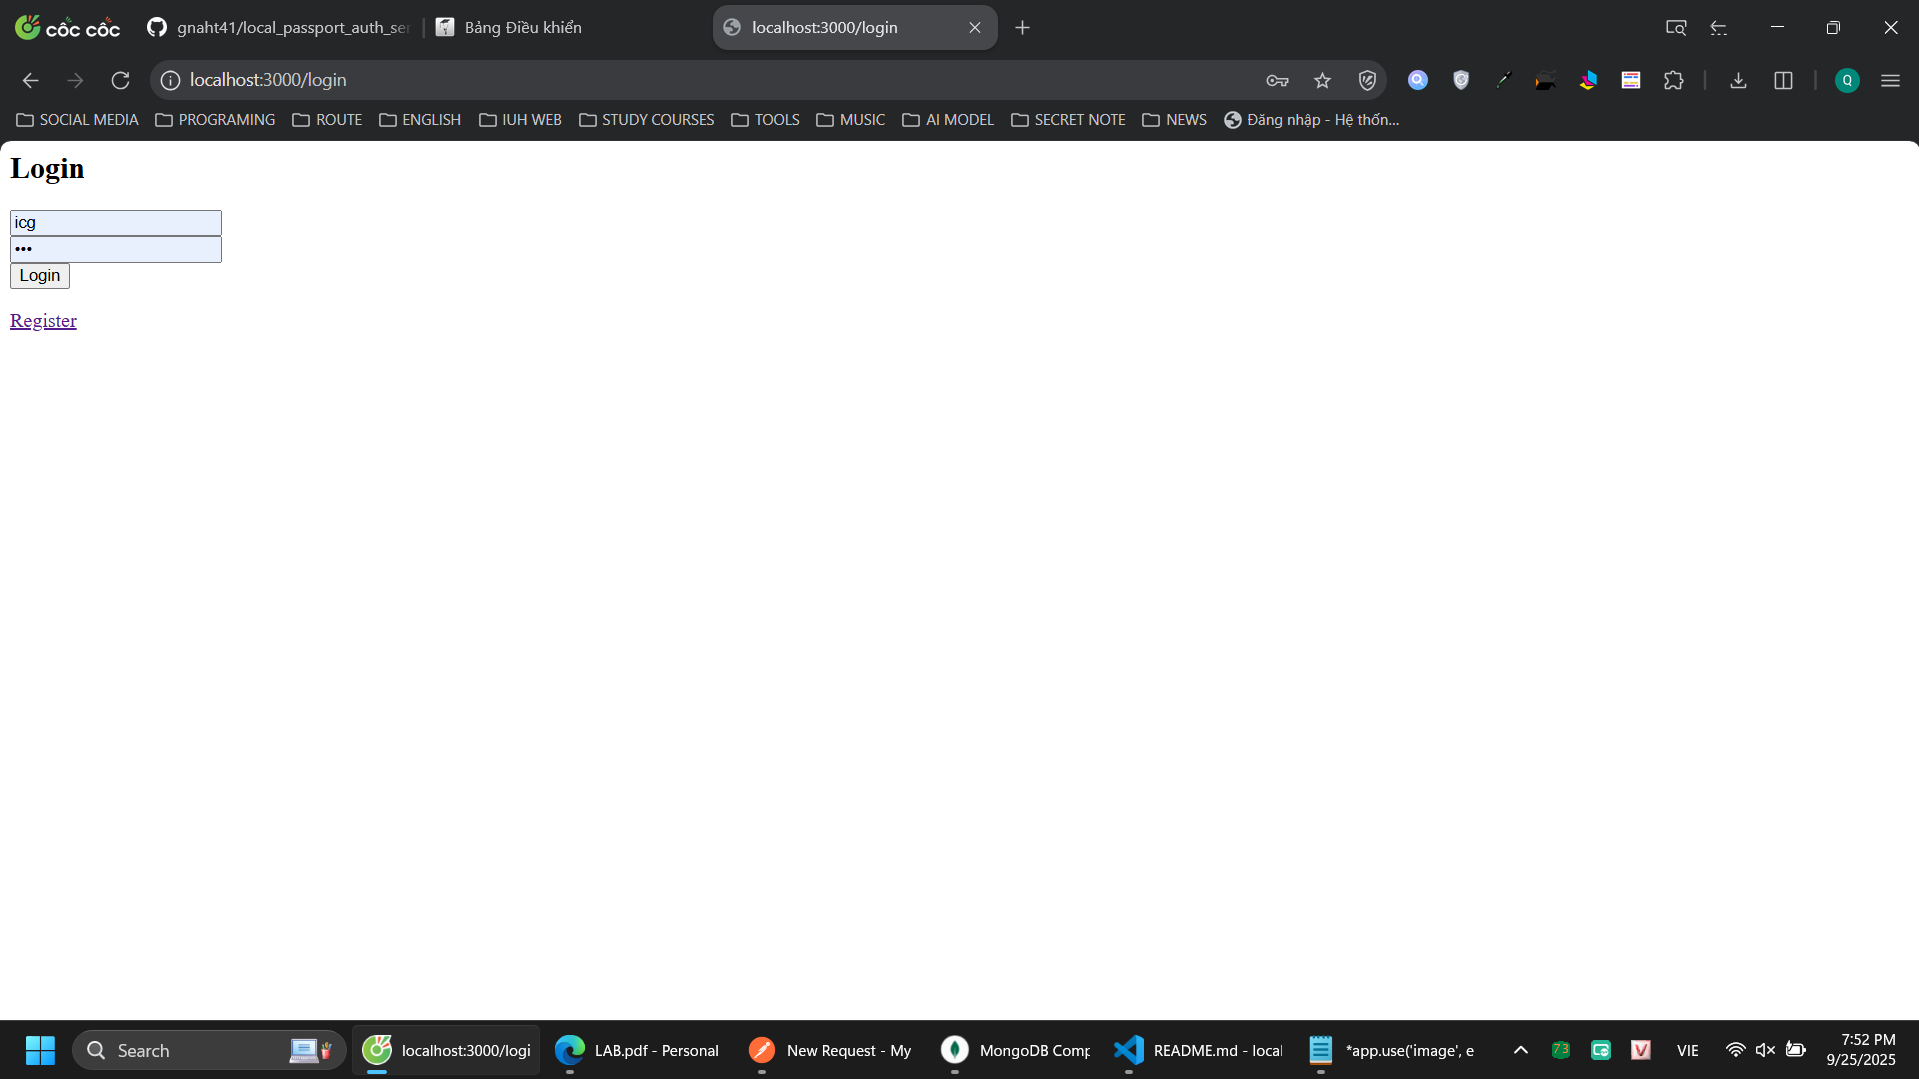 cốc cốc
gnaht41/local_passport_auth_ser
Bảng Điều khiển
localhost:3000/login
localhost:3000/login
SOCIAL MEDIA
PROGRAMING
ROUTE
ENGLISH
IUH WEB
STUDY COURSES
TOOLS
MUSIC
AI MODEL
SECRET NOTE
NEWS
Đăng nhập - Hệ thốn...
Q
Login
icg
•••
Login
Register
Search
localhost:3000/logi
LAB.pdf - Personal
New Request - My
MongoDB Comp
README.md - local
*app.use('image', e
73
VIE
7:52 PM
9/25/2025